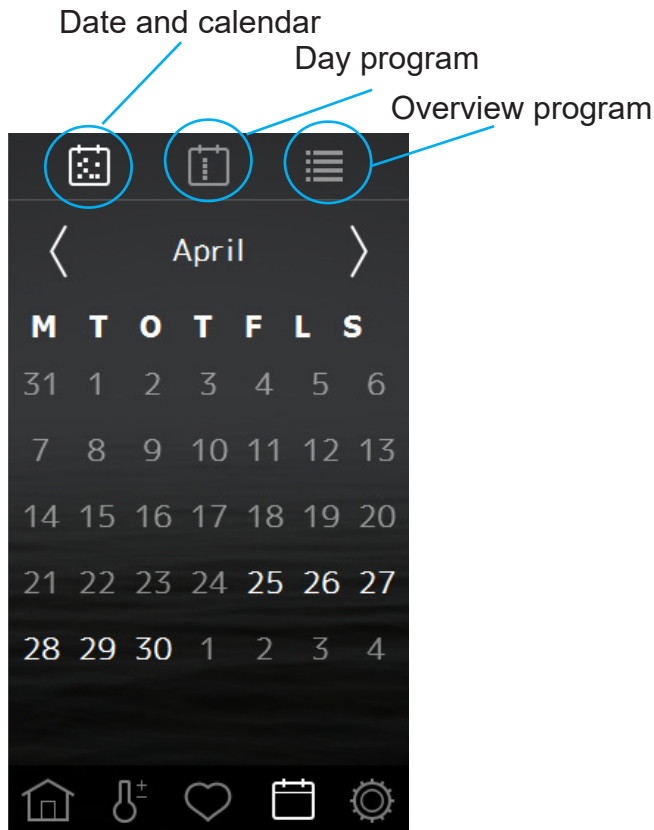 Date and calendar
Day program
Overview program
April
M T O T F L S
31 1 2 3 4 5 6
7 8 9 10 11 12 13
14 15 16 17 18 19 20
21 22 23 24 25 26 27
28 29 30 1 2 3 4